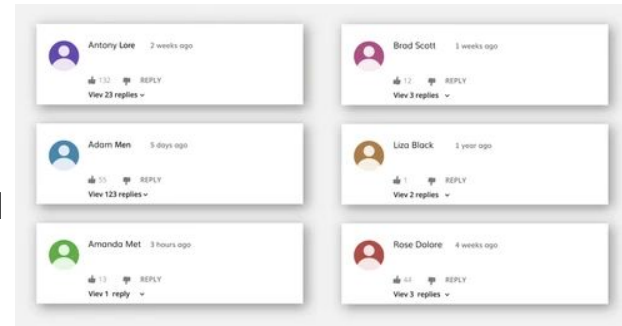 Antony Lore 2 weeks ago
132 REPLY
Viev 23 replies
Adam Men 5 days ago
55 REPLY
Viev 123 replies
Amanda Met 3 hours ago
13 REPLY
Viev 1 reply
Brad Scott 1 weeks ago
12 REPLY
Viev 3 replies
Liza Black 1 year ago
1 REPLY
Viev 2 replies
Rose Dolore 4 weeks ago
44 REPLY
Viev 3 replies